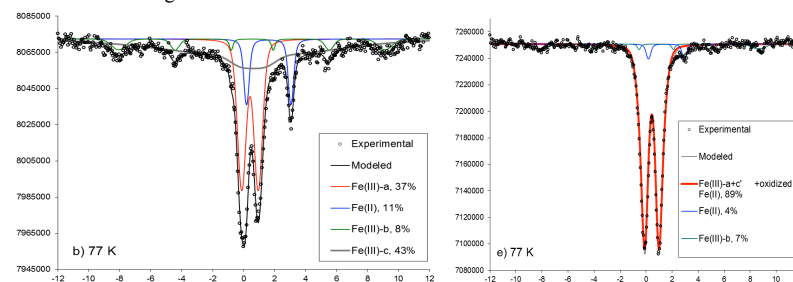 8085000
8065000
8045000
8025000
8005000
7985000
7965000
7945000
-12 -10 -8 -6 -4 -2 0 2 4 6 8 10 12
b) 77 K
Experimental
Modeled
Fe(III)-a, 37%
Fe(II), 11%
Fe(III)-b, 8%
Fe(III)-c, 43%
7260000
7240000
7220000
7200000
7180000
7160000
7140000
7120000
7100000
7080000
-12 -10 -8 -6 -4 -2 0 2 4 6 8 10
e) 77 K
Experimental
Modeled
Fe(III)-a+c' +oxidized
Fe(II), 89%
Fe(II), 4%
Fe(III)-b, 7%